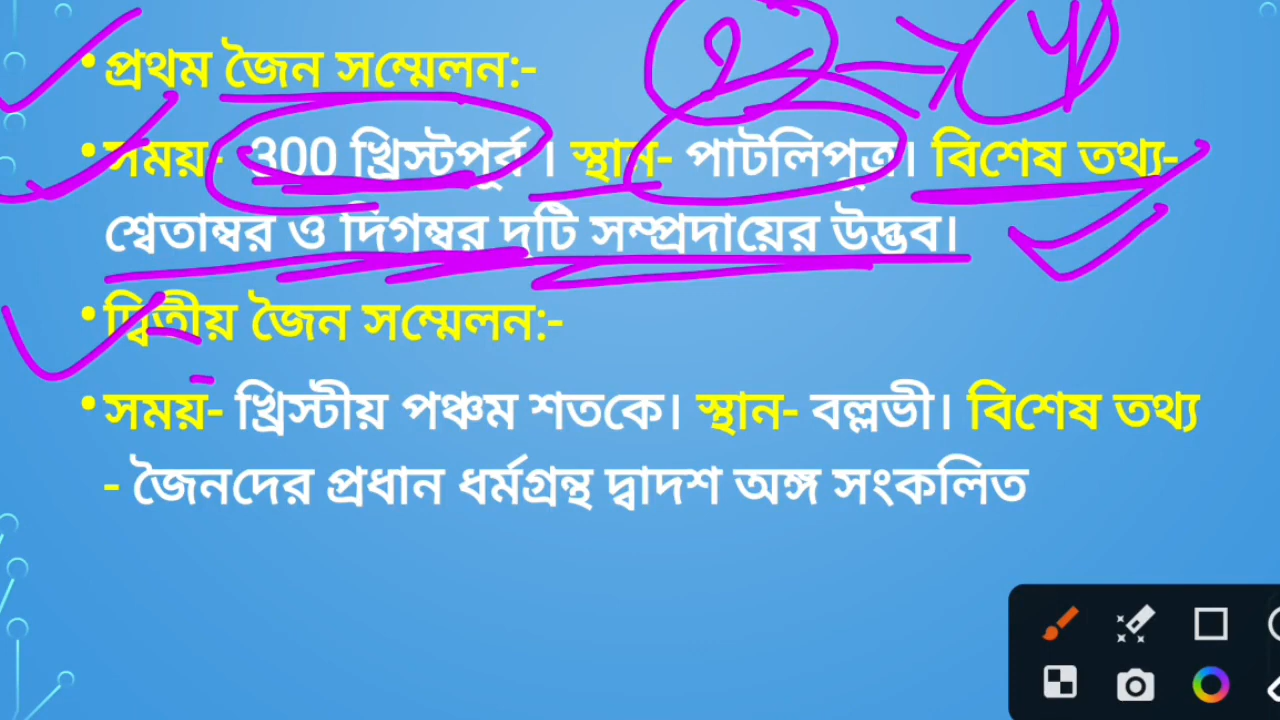 • প্রথম জৈন সম্মেলন:-
• সময়- 300 খ্রিস্টপূর্ব । স্থান- পাটলিপুত্র। বিশেষ তথ্য-
শ্বেতাম্বর ও দিগম্বর দুটি সম্প্রদায়ের উদ্ভব।
• দ্বিতীয় জৈন সম্মেলন:-
• সময়- খ্রিস্টীয় পঞ্চম শতকে। স্থান- বল্লভী। বিশেষ তথ্য
- জৈনদের প্রধান ধর্মগ্রন্থ দ্বাদশ অঙ্গ সংকলিত